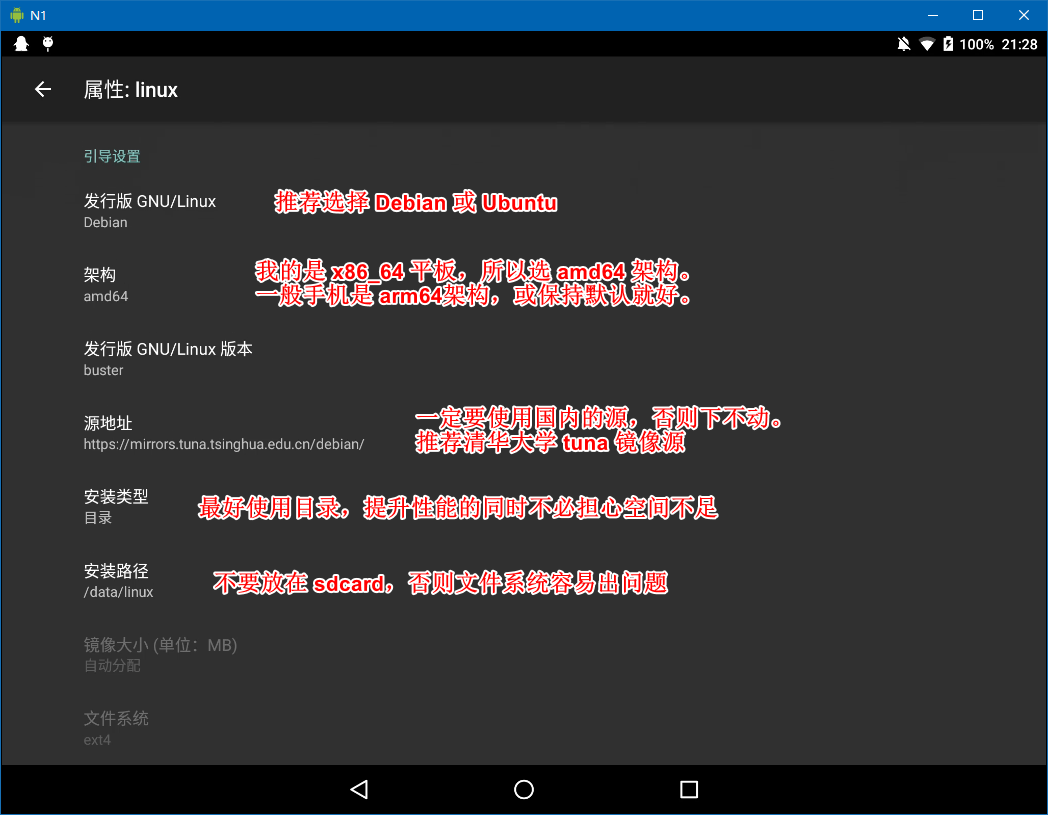 N1
100% 21:28
属性: linux
引导设置
发行版 GNU/Linux
Debian
推荐选择 Debian 或 Ubuntu
架构
amd64
我的是 x86_64 平板，所以选 amd64 架构。
一般手机是 arm64架构，或保持默认就好。
发行版 GNU/Linux 版本
buster
源地址
https://mirrors.tuna.tsinghua.edu.cn/debian/
一定要使用国内的源，否则下不动。
推荐清华大学 tuna 镜像源
安装类型
目录
最好使用目录，提升性能的同时不必担心空间不足
安装路径
/data/linux
不要放在 sdcard，否则文件系统容易出问题
镜像大小 (单位：MB)
自动分配
文件系统
ext4